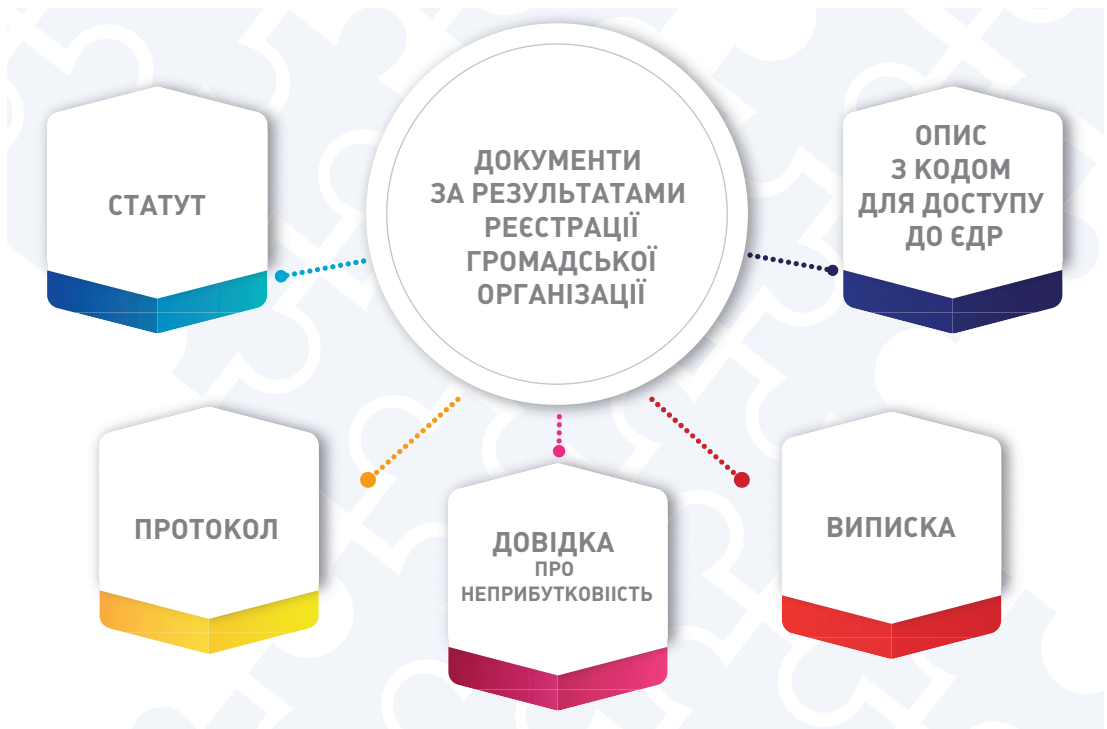 ДОКУМЕНТИ
ЗА РЕЗУЛЬТАТАМИ
РЕЄСТРАЦІЇ
ГРОМАДСЬКОЇ
ОРГАНІЗАЦІЇ
СТАТУТ
ОПИС
З КОДОМ
ДЛЯ ДОСТУПУ
ДО ЄДР
ПРОТОКОЛ
ДОВІДКА
ПРО
НЕПРИБУТКОВІІСТЬ
ВИПИСКА